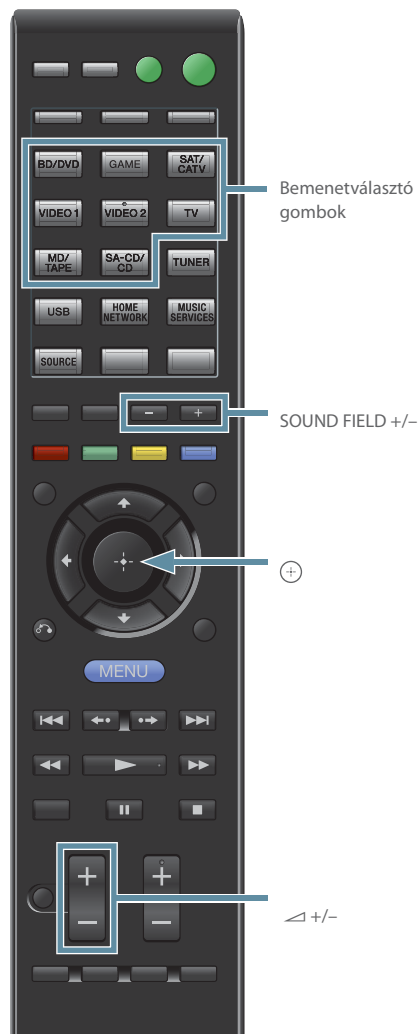 BD/DVD GAME SAT/
CATV
Bemenetválasztó
gombok
VIDEO 1 VIDEO 2 TV
MD/
TAPE SA-CD/
CD TUNER
USB HOME
NETWORK MUSIC
SERVICES
SOURCE
– +
SOUND FIELD +/–
MENU
+ +
– –
+/–